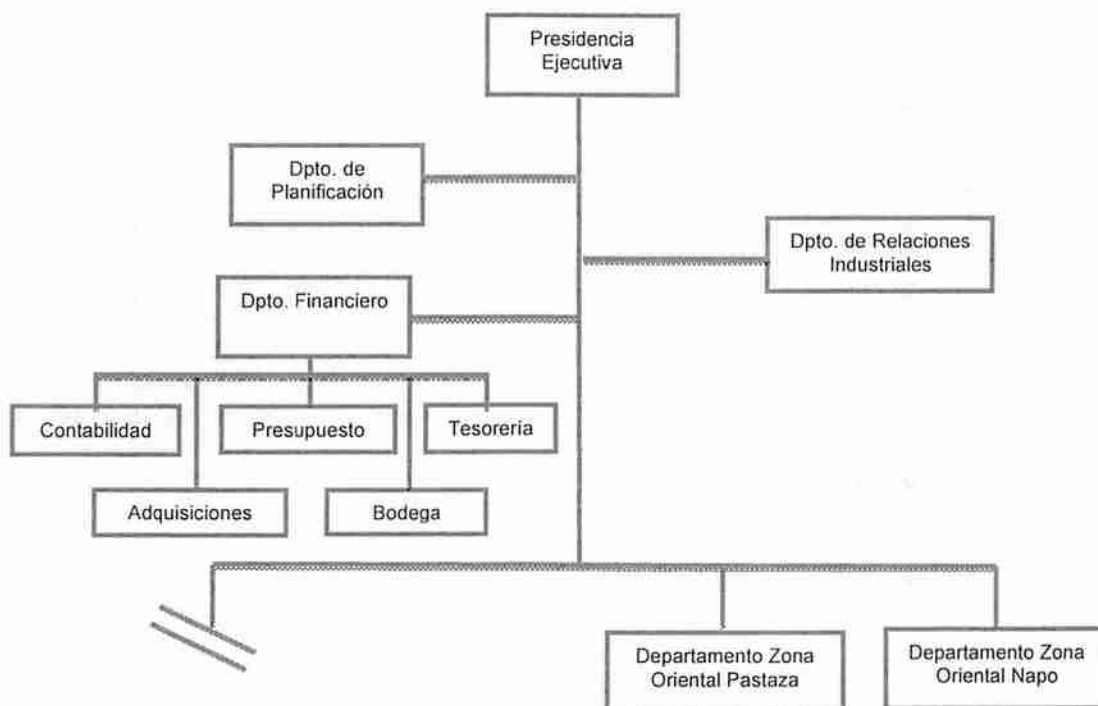 Presidencia
Ejecutiva
Dpto. de
Planificación
Dpto. de Relaciones
Industriales
Dpto. Financiero
Contabilidad
Presupuesto
Tesorería
Adquisiciones
Bodega
Departamento Zona
Oriental Pastaza
Departamento Zona
Oriental Napo